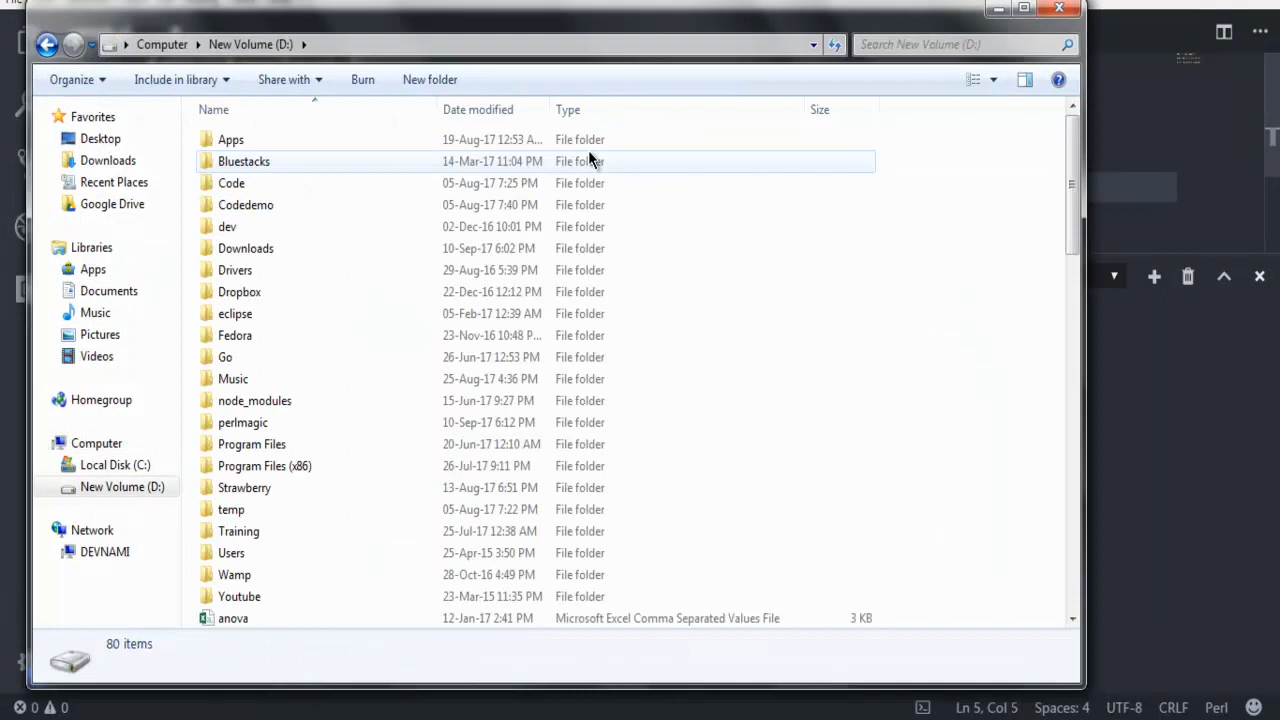 Computer New Volume (D:) Search New Volume (D:)
Organize Include in library Share with Burn New folder
Name Date modified Type Size
Favorites
Desktop
Downloads
Recent Places
Google Drive
Libraries
Apps
Documents
Music
Pictures
Videos
Homegroup
Computer
Local Disk (C:)
New Volume (D:)
Network
DEVNAMI
Apps 19-Aug-17 12:53 A... File folder
Bluestacks 14-Mar-17 11:04 PM File folder
Code 05-Aug-17 7:25 PM File folder
Codedemo 05-Aug-17 7:40 PM File folder
dev 02-Dec-16 10:01 PM File folder
Downloads 10-Sep-17 6:02 PM File folder
Drivers 29-Aug-16 5:39 PM File folder
Dropbox 22-Dec-16 12:12 PM File folder
eclipse 05-Feb-17 12:39 AM File folder
Fedora 23-Nov-16 10:48 P... File folder
Go 26-Jun-17 12:53 PM File folder
Music 25-Aug-17 4:36 PM File folder
node_modules 15-Jun-17 9:27 PM File folder
perlmagic 10-Sep-17 6:12 PM File folder
Program Files 20-Jun-17 12:10 AM File folder
Program Files (x86) 26-Jul-17 9:11 PM File folder
Strawberry 13-Aug-17 6:51 PM File folder
temp 05-Aug-17 7:22 PM File folder
Training 25-Jul-17 12:38 AM File folder
Users 25-Apr-15 3:50 PM File folder
Wamp 28-Oct-16 4:49 PM File folder
Youtube 23-Mar-15 11:35 PM File folder
anova 12-Jan-17 2:41 PM Microsoft Excel Comma Separated Values File 3 KB
80 items
0 0 Ln 5, Col 5 Spaces: 4 UTF-8 CRLF Perl